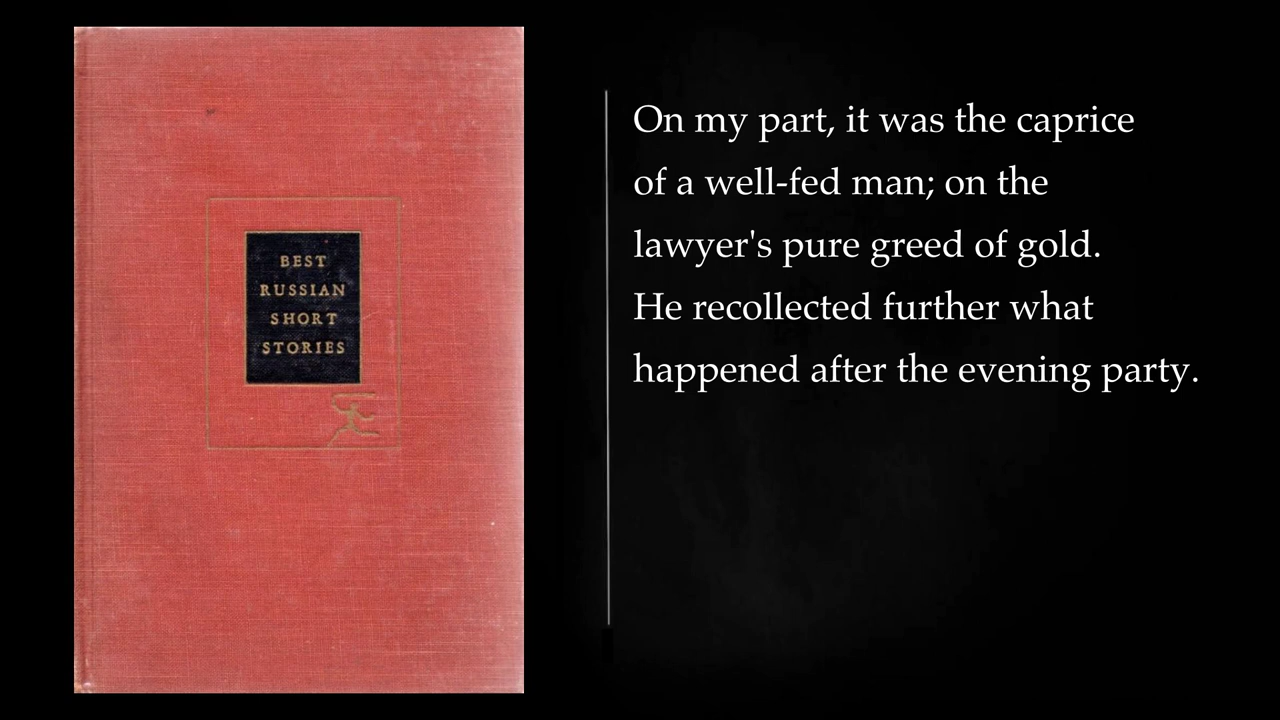 BEST
RUSSIAN
SHORT
STORIES
On my part, it was the caprice
of a well-fed man; on the
lawyer's pure greed of gold.
He recollected further what
happened after the evening party.